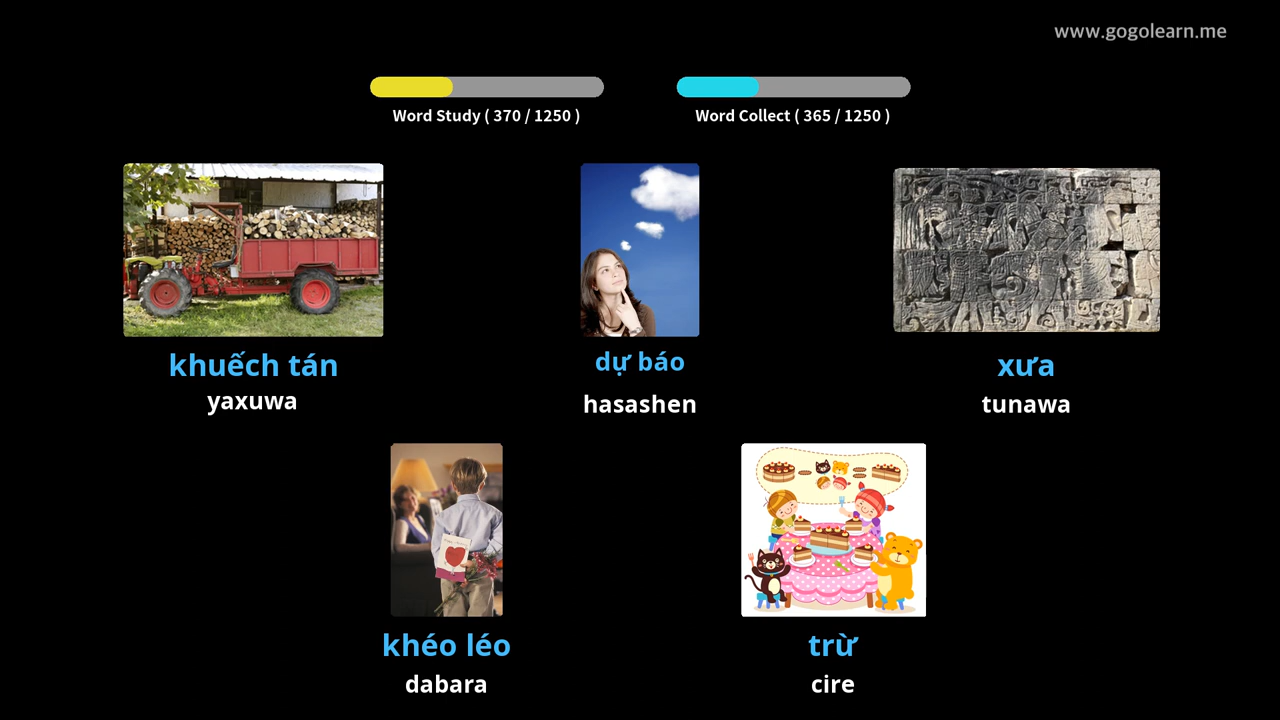 www.gogolearn.me
Word Study ( 370 / 1250 )
Word Collect ( 365 / 1250 )
khuếch tán
yaxuwa
dự báo
hasashen
xưa
tunawa
khéo léo
dabara
trừ
cire